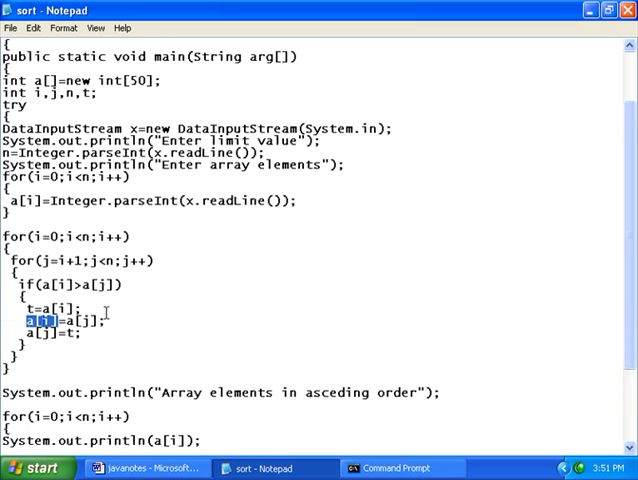 sort - Notepad
File Edit Format View Help
{
public static void main(String arg[])
{
int a[]=new int[50];
int i,j,n,t;
try
{
DataInputStream x=new DataInputStream(System.in);
System.out.println("Enter limit value");
n=Integer.parseInt(x.readLine());
System.out.println("Enter array elements");
for(i=0;i<n;i++)
{
a[i]=Integer.parseInt(x.readLine());
}
for(i=0;i<n;i++)
{
for(j=i+1;j<n;j++)
{
if(a[i]>a[j])
{
t=a[i];
a[i]=a[j];
a[j]=t;
}
}
}
System.out.println("Array elements in asceding order");
for(i=0;i<n;i++)
System.out.println(a[i]);
start javanotes - Microsoft... sort - Notepad Command Prompt 3:51 PM